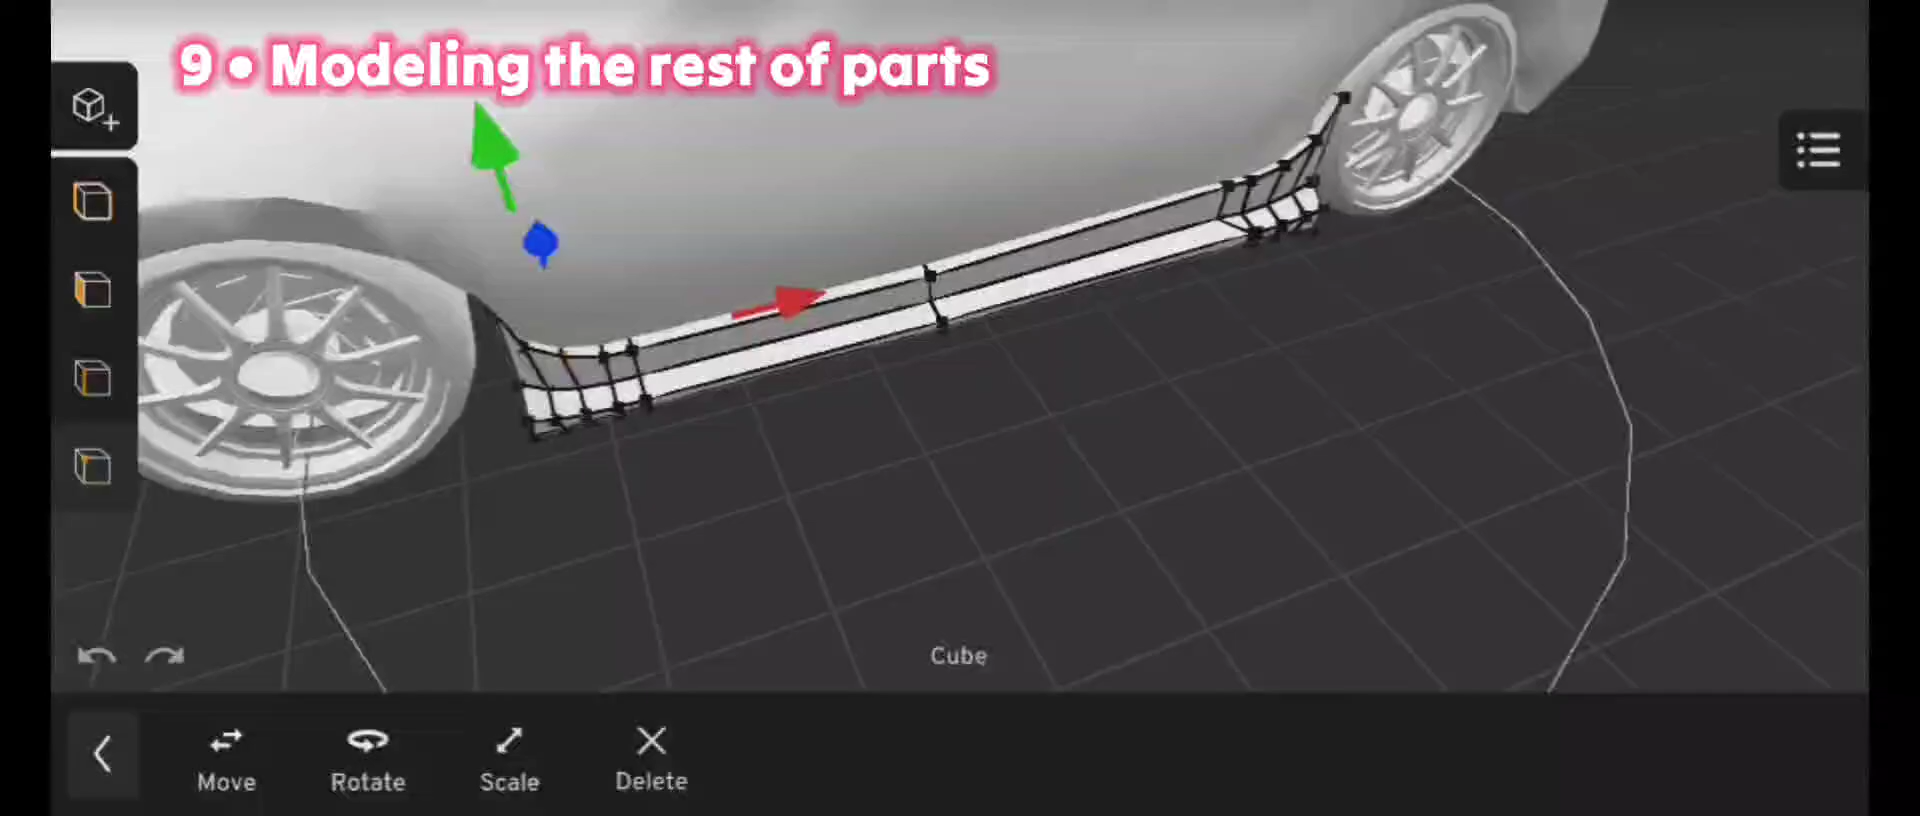 9 • Modeling the rest of parts
Cube
Move Rotate Scale Delete